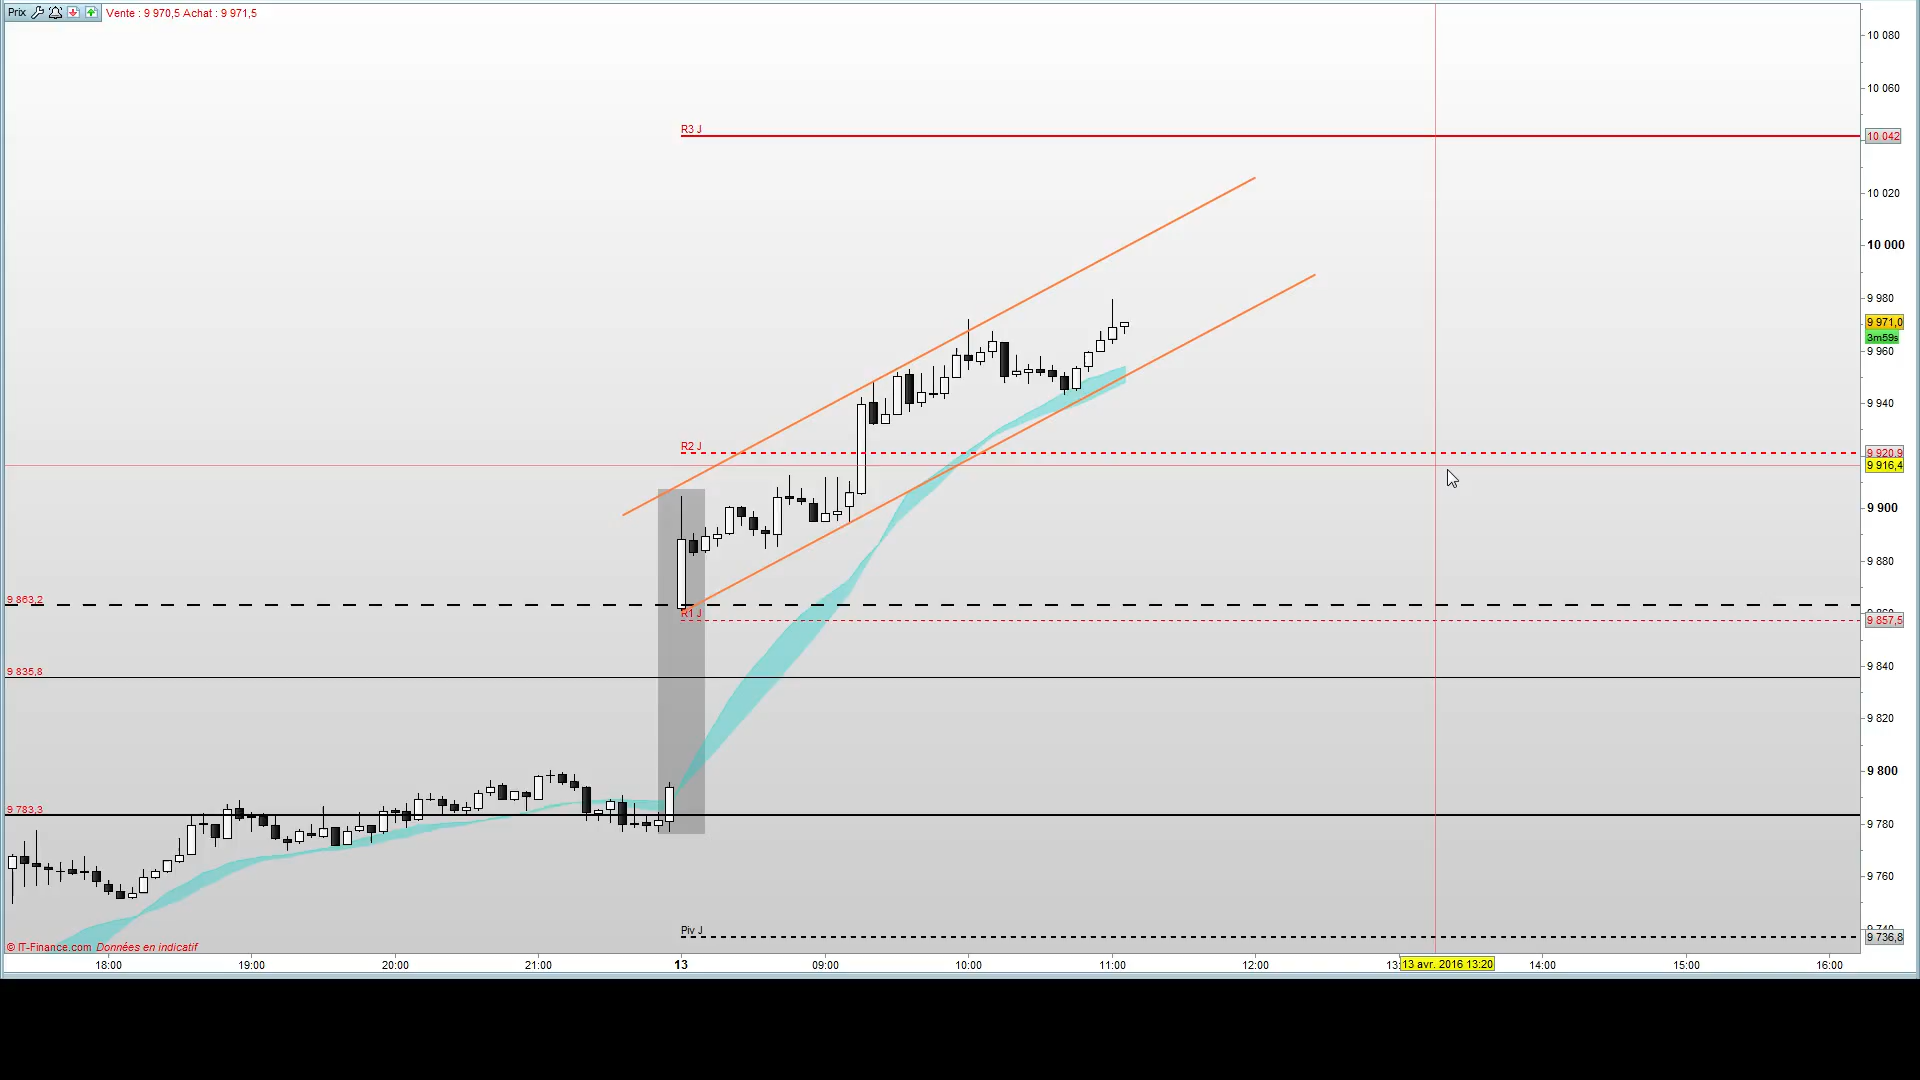 Prix Vente : 9 970,5 Achat : 9 971,5
10 080
10 060
R3 J
10 042
10 020
10 000
9 980
9 971,0
3m59s
9 960
9 940
R2 J
9 920,9
9 916,4
9 900
9 880
9 863,2
R1 J
9 857,5
9 835,8
9 840
9 820
9 800
9 783,3
9 780
9 760
Piv J
9 736,8
© IT-Finance.com Données en indicatif
18:00 19:00 20:00 21:00 13 09:00 10:00 11:00 12:00 13 avr. 2016 13:20 14:00 15:00 16:00